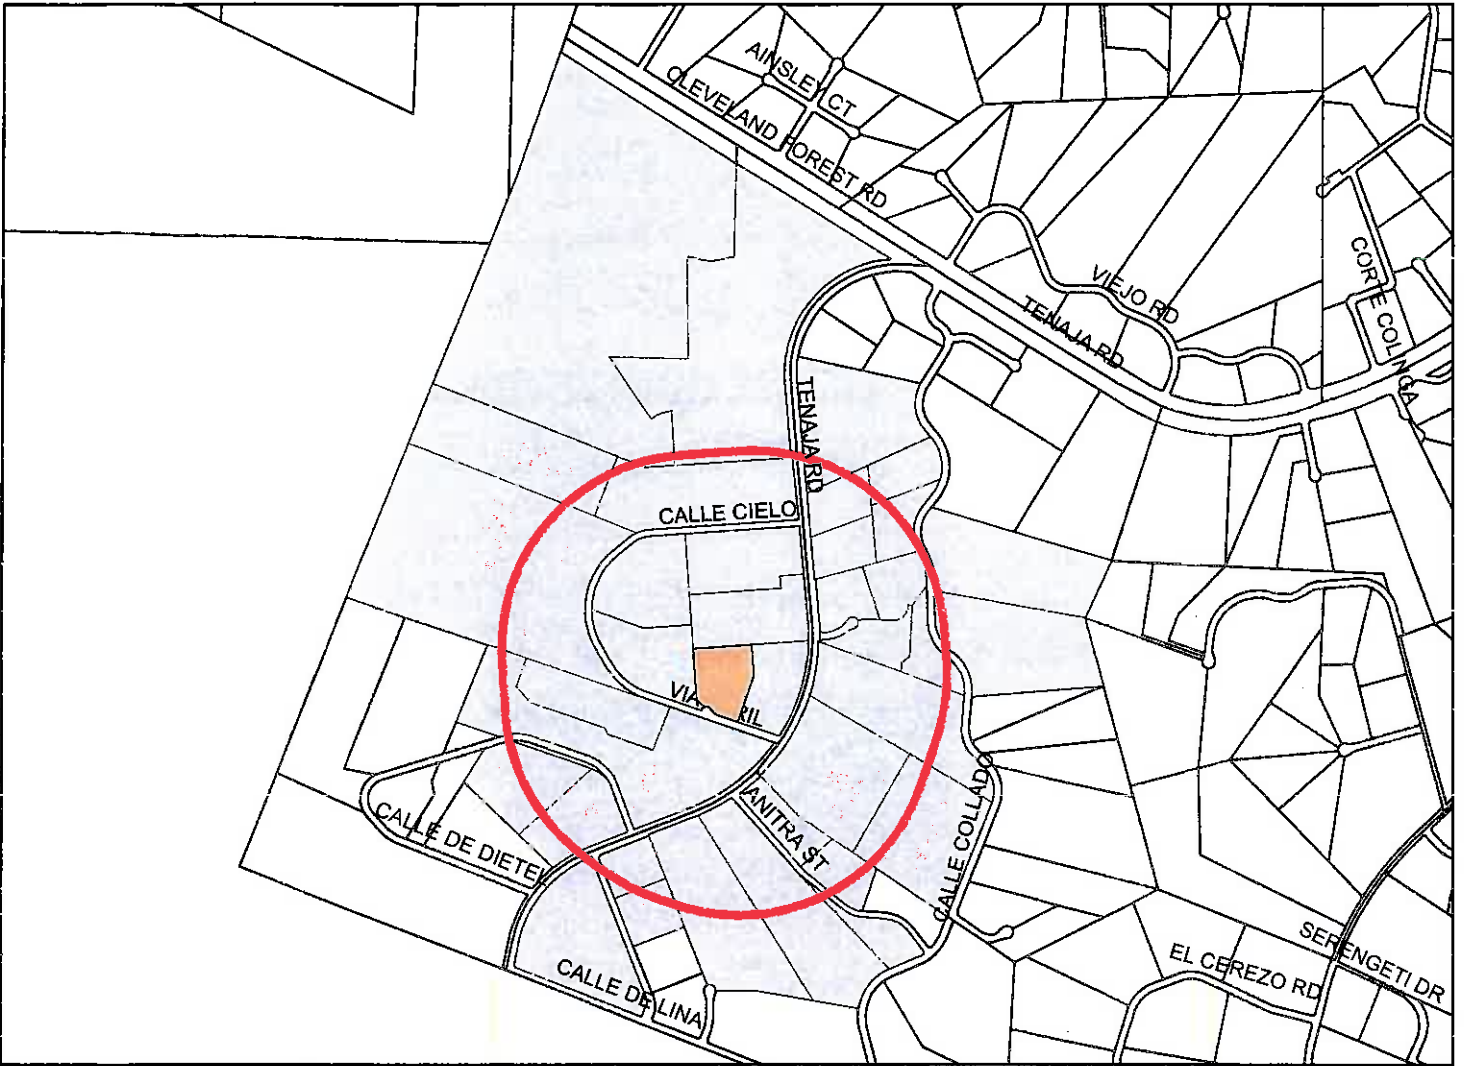 AINSLEY CT
CLEVELAND FOREST RD
VIEJO RD
TENAJA RD
CORTE COLINGA
TENAJA RD
CALLE CIELO
ANITRA ST
CALLE COLLADO
CALLE DE DIETER
SERENGETI DR
EL CEREZO RD
CALLE DE LINA